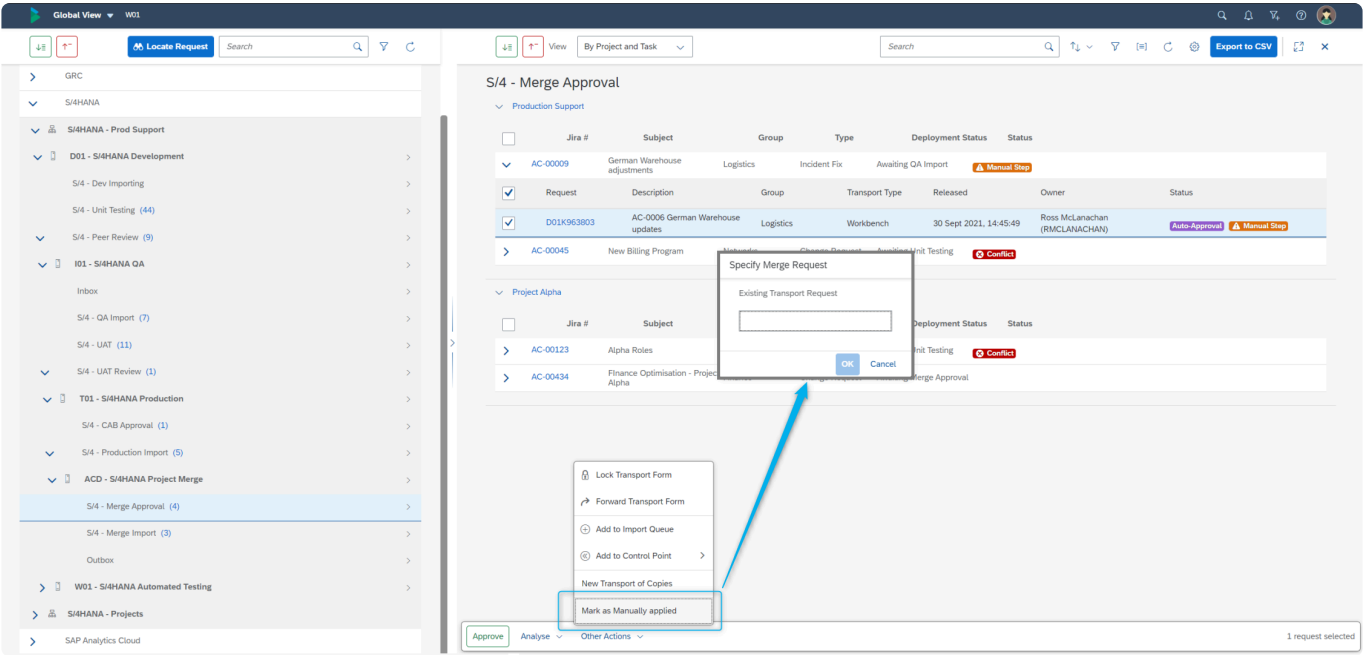 Global View W01
Locate Request Search
GRC
S/4HANA
S/4HANA - Prod Support
D01 - S/4HANA Development
S/4 - Dev Importing
S/4 - Unit Testing (44)
S/4 - Peer Review (9)
I01 - S/4HANA QA
Inbox
S/4 - QA Import (7)
S/4 - UAT (11)
S/4 - UAT Review (1)
T01 - S/4HANA Production
S/4 - CAB Approval (1)
S/4 - Production Import (5)
ACD - S/4HANA Project Merge
S/4 - Merge Approval (4)
S/4 - Merge Import (3)
Outbox
W01 - S/4HANA Automated Testing
S/4HANA - Projects
SAP Analytics Cloud
View By Project and Task Search Export to CSV
S/4 - Merge Approval
Production Support
Jira # Subject Group Type Deployment Status Status
AC-00009 German Warehouse adjustments Logistics Incident Fix Awaiting QA Import Manual Step
Request Description Group Transport Type Released Owner Status
D01K963803 AC-0006 German Warehouse updates Logistics Workbench 30 Sept 2021, 14:45:49 Ross McLanachan (RMCLANACHAN) Auto-Approval Manual Step
AC-00045 New Billing Program Networks Change Request Awaiting Unit Testing Conflict
Project Alpha
Jira # Subject Deployment Status Status
AC-00123 Alpha Roles Unit Testing Conflict
AC-00434 FInance Optimisation - Project Alpha Merge Approval
Specify Merge Request
Existing Transport Request
OK Cancel
Lock Transport Form
Forward Transport Form
Add to Import Queue
Add to Control Point
New Transport of Copies
Mark as Manually applied
Approve Analyse Other Actions 1 request selected